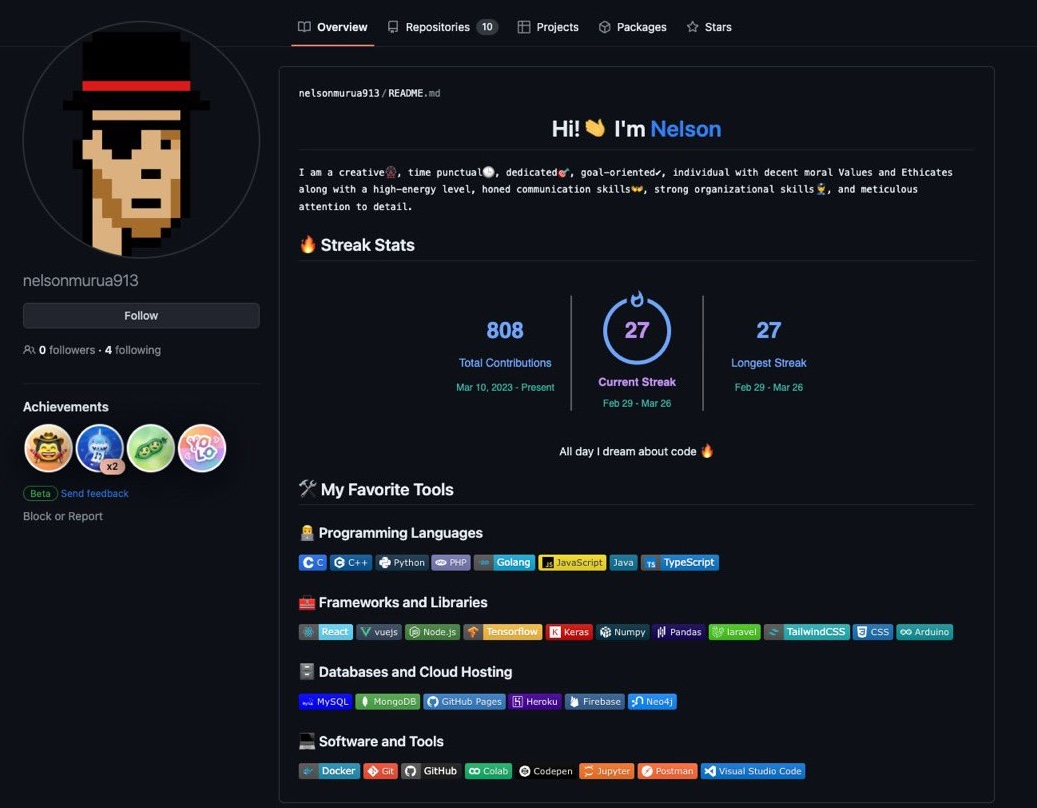 Overview Repositories 10 Projects Packages Stars
nelsonmurua913/README.md
Hi!👋 I'm Nelson
I am a creative, time punctual🕒, dedicated🎯, goal-oriented✔, individual with decent moral Values and Ethicates
along with a high-energy level, honed communication skills, strong organizational skills, and meticulous
attention to detail.
nelsonmurua913
Follow
0 followers · 4 following
Achievements
YOLO
x2
Beta Send feedback
Block or Report
🔥 Streak Stats
808
Total Contributions
Mar 10, 2023 - Present
27
Current Streak
Feb 29 - Mar 26
27
Longest Streak
Feb 29 - Mar 26
All day I dream about code 🔥
🛠 My Favorite Tools
Programming Languages
C C++ Python PHP Golang JS JavaScript Java TS TypeScript
🧰 Frameworks and Libraries
React vuejs Node.js Tensorflow K Keras Numpy Pandas laravel TailwindCSS CSS Arduino
🗄 Databases and Cloud Hosting
MySQL MongoDB GitHub Pages Heroku Firebase Neo4j
💻 Software and Tools
Docker Git GitHub Colab Codepen Jupyter Postman Visual Studio Code